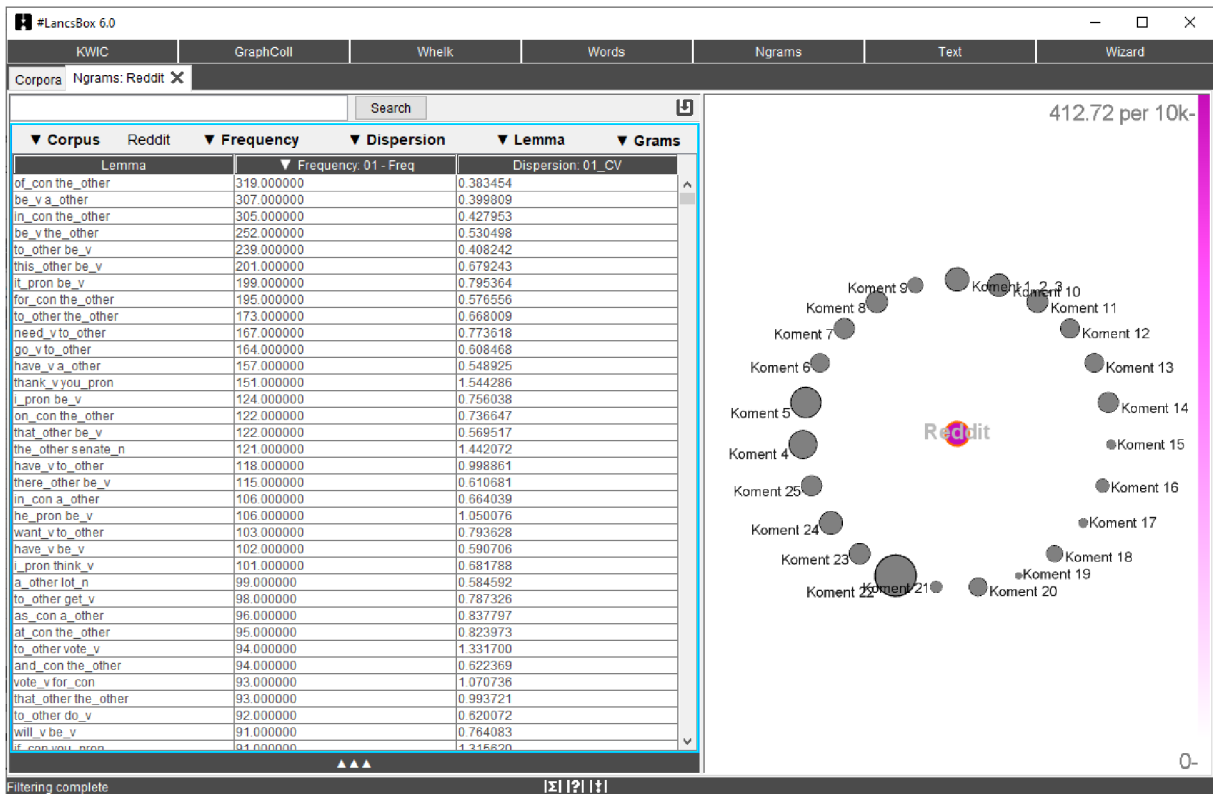 #LancsBox 6.0
KWIC GraphColl Whelk Words Ngrams Text Wizard
Corpora Ngrams: Reddit
Search
▼ Corpus Reddit ▼ Frequency ▼ Dispersion ▼ Lemma ▼ Grams
Lemma ▼ Frequency: 01 - Freq Dispersion: 01_CV
of_con the_other 319.000000 0.383454
be_v a_other 307.000000 0.399809
in_con the_other 305.000000 0.427953
be_v the_other 252.000000 0.530498
to_other be_v 239.000000 0.408242
this_other be_v 201.000000 0.679243
it_pron be_v 199.000000 0.795364
for_con the_other 195.000000 0.576556
to_other the_other 173.000000 0.668009
need_v to_other 167.000000 0.773618
go_v to_other 164.000000 0.608468
have_v a_other 157.000000 0.548925
thank_v you_pron 151.000000 1.544286
i_pron be_v 124.000000 0.756038
on_con the_other 122.000000 0.736647
that_other be_v 122.000000 0.569517
the_other senate_n 121.000000 1.442072
have_v to_other 118.000000 0.998861
there_other be_v 115.000000 0.610681
in_con a_other 106.000000 0.664039
he_pron be_v 106.000000 1.050076
want_v to_other 103.000000 0.793628
have_v be_v 102.000000 0.590706
i_pron think_v 101.000000 0.681788
a_other lot_n 99.000000 0.584592
to_other get_v 98.000000 0.787326
as_con a_other 96.000000 0.837797
at_con the_other 95.000000 0.823973
to_other vote_v 94.000000 1.331700
and_con the_other 94.000000 0.622369
vote_v for_con 93.000000 1.070736
that_other the_other 93.000000 0.993721
to_other do_v 92.000000 0.620072
will_v be_v 91.000000 0.764083
if_con you_pron 91.000000 1.315620
▲▲▲
Filtering complete |Σ| |?| |‡|
412.72 per 10k-
Koment 9
Koment 1, 2, 3
Koment 10
Koment 8
Koment 11
Koment 7
Koment 12
Koment 6
Koment 13
Koment 5
Koment 14
Reddit
Koment 4
Koment 15
Koment 25
Koment 16
Koment 24
Koment 17
Koment 23
Koment 18
Koment 19
Koment 22
Koment 21
Koment 20
0-